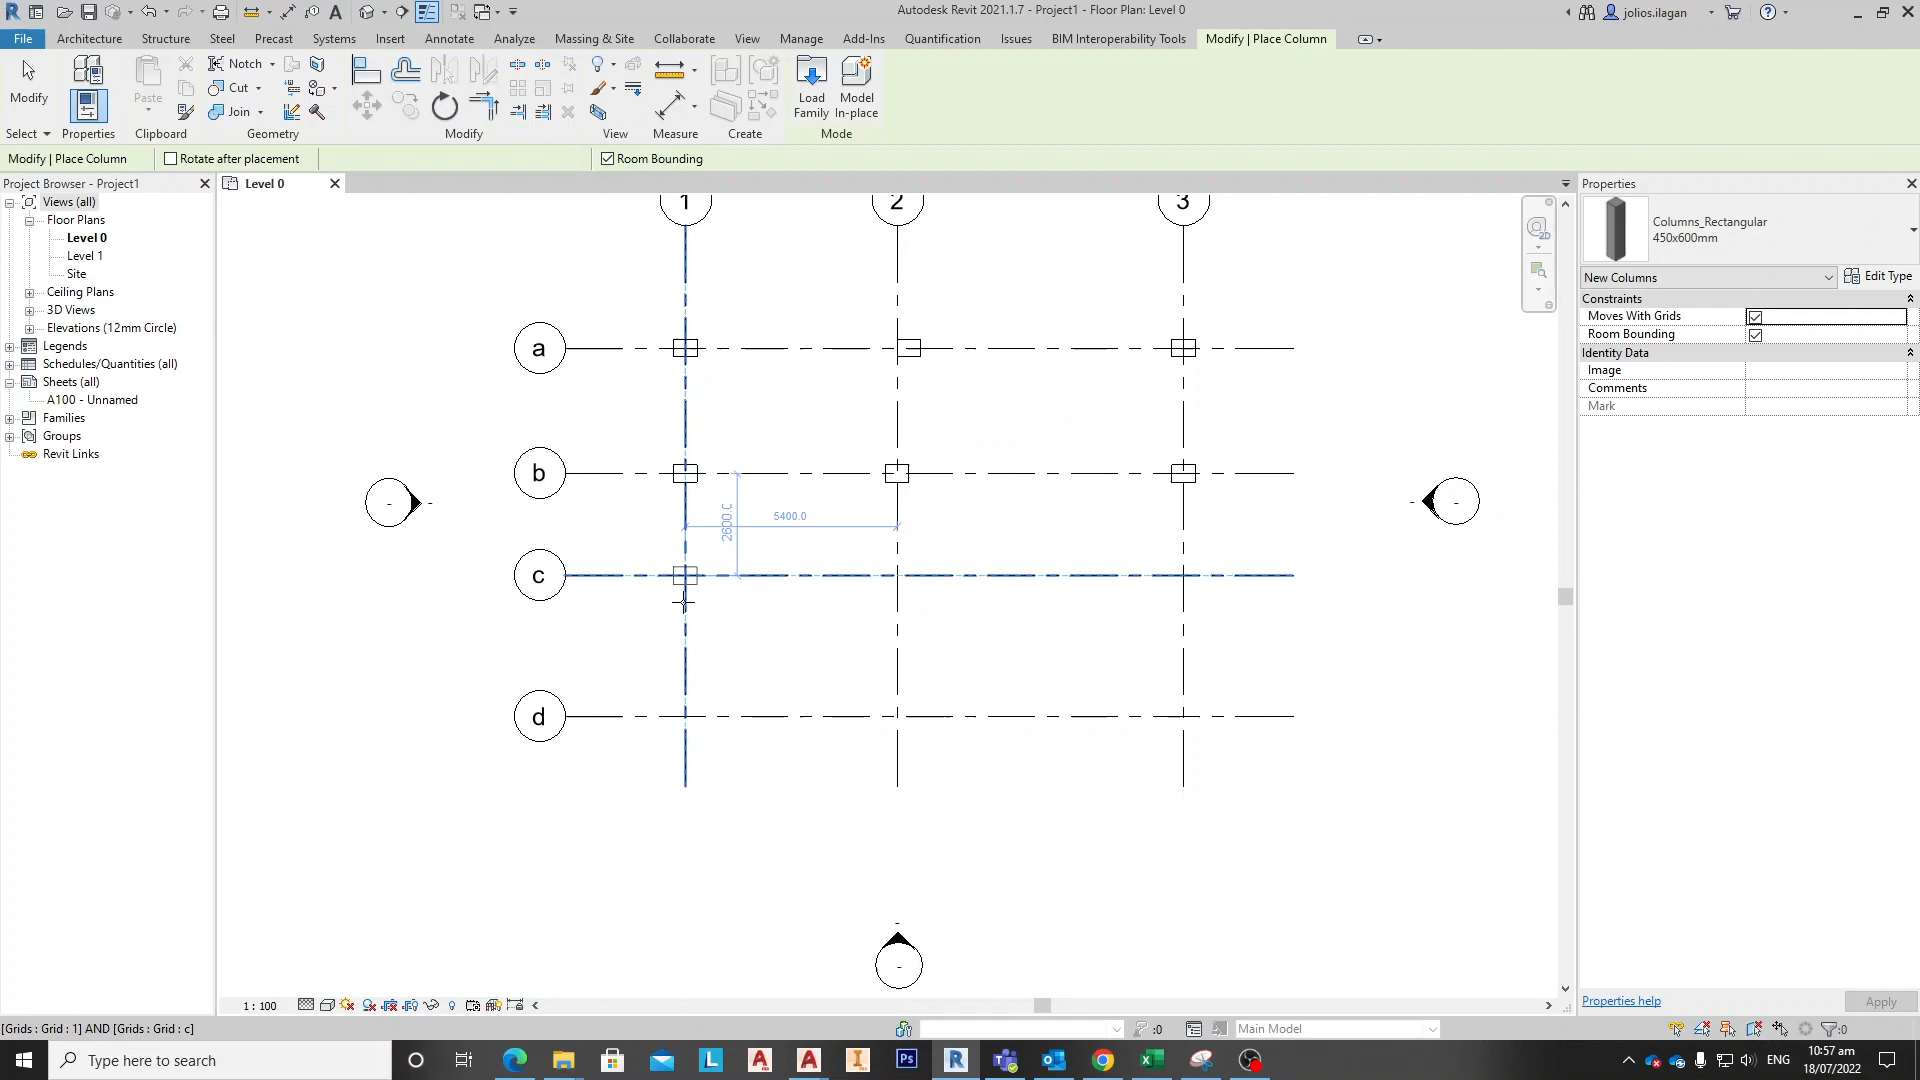 Autodesk Revit 2021.1.7 - Project1 - Floor Plan: Level 0
jolios.ilagan
File Architecture Structure Steel Precast Systems Insert Annotate Analyze Massing & Site Collaborate View Manage Add-Ins Quantification Issues BIM Interoperability Tools Modify | Place Column
Modify
Paste
Notch
Cut
Join
Load Family
Model In-place
Select Properties Clipboard Geometry Modify View Measure Create Mode
Modify | Place Column Rotate after placement Room Bounding
Project Browser - Project1
Views (all)
Floor Plans
Level 0
Level 1
Site
Ceiling Plans
3D Views
Elevations (12mm Circle)
Legends
Schedules/Quantities (all)
Sheets (all)
A100 - Unnamed
Families
Groups
Revit Links
Level 0
1 2 3
a
b
2600.0
5400.0
c
d
2D
Properties
Columns_Rectangular
450x600mm
New Columns Edit Type
Constraints
Moves With Grids
Room Bounding
Identity Data
Image
Comments
Mark
Properties help Apply
1 : 100
[Grids : Grid : 1] AND [Grids : Grid : c]
:0
Main Model
:0
Type here to search
ENG
10:57 am
18/07/2022